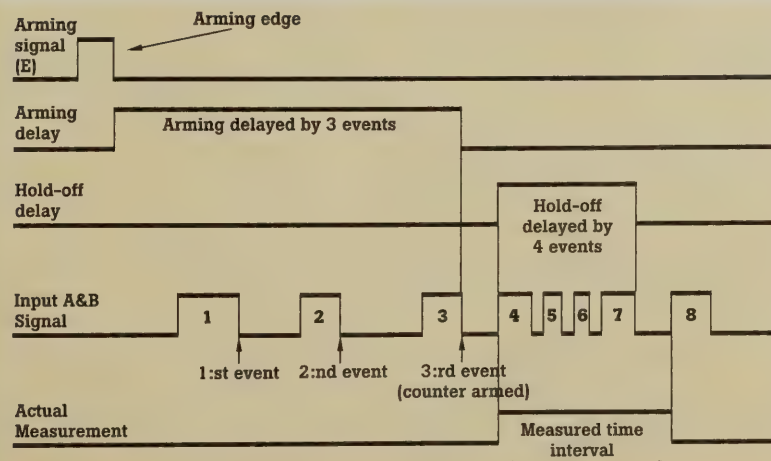 Arming
signal
(E)
Arming edge
Arming
delay
Arming delayed by 3 events
Hold-off
delay
Hold-off
delayed by
4 events
Input A&B
Signal
1
2
3
4
5
6
7
8
1:st event
2:nd event
3:rd event
(counter armed)
Actual
Measurement
Measured time
interval